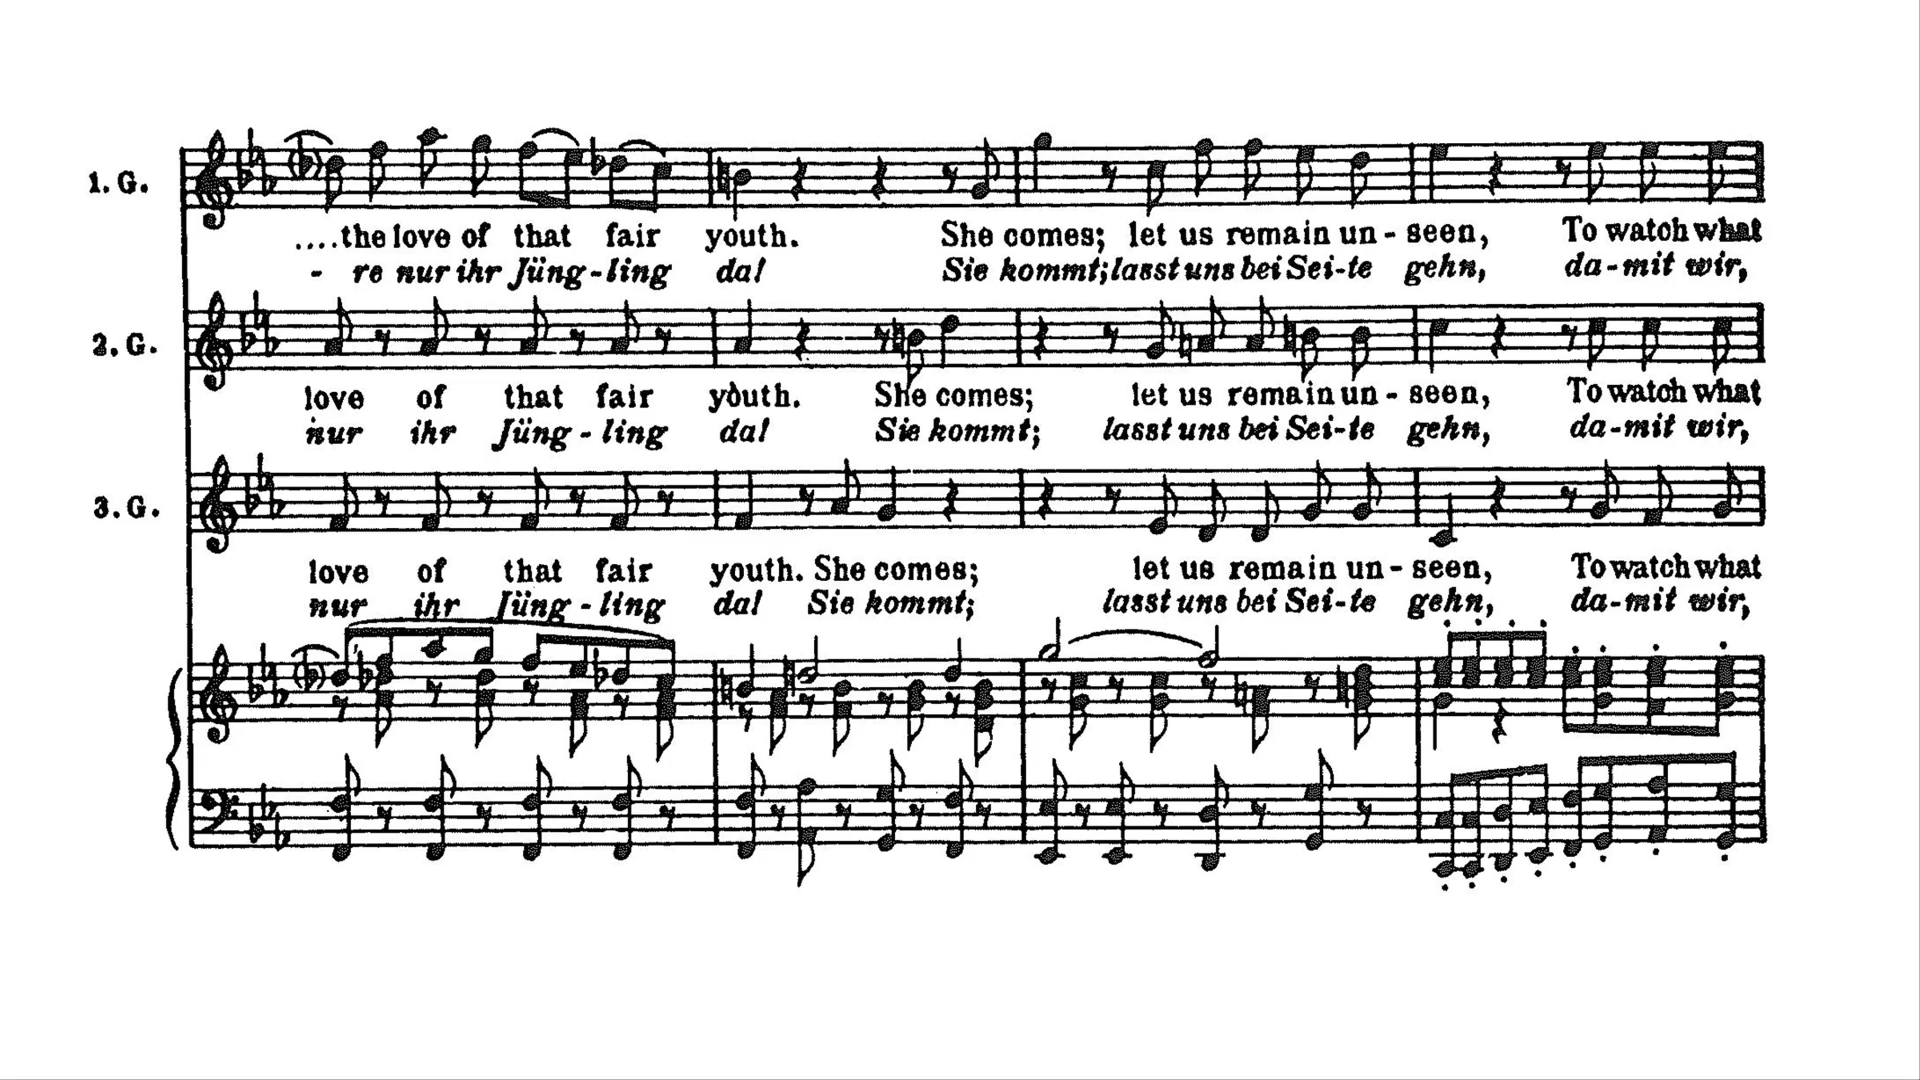 1. G.
....the love of that fair youth. She comes; let us remain un - seen, To watch what
- re nur ihr Jüng - ling da! Sie kommt; lasst uns bei Sei - te gehn, da - mit wir,
2. G.
love of that fair youth. She comes; let us remain un - seen, To watch what
nur ihr Jüng - ling da! Sie kommt; lasst uns bei Sei - te gehn, da - mit wir,
3. G.
love of that fair youth. She comes; let us remain un - seen, To watch what
nur ihr Jüng - ling da! Sie kommt; lasst uns bei Sei - te gehn, da - mit wir,